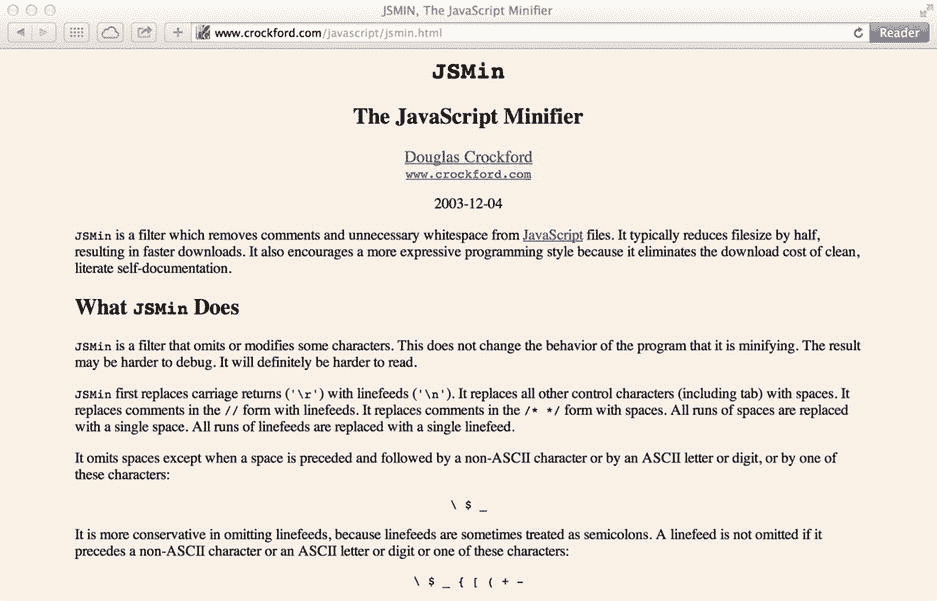 JSMIN, The JavaScript Minifier
www.crockford.com/javascript/jsmin.html
Reader
JSMin
The JavaScript Minifier
Douglas Crockford
www.crockford.com
2003-12-04
JSMin is a filter which removes comments and unnecessary whitespace from JavaScript files. It typically reduces filesize by half,
resulting in faster downloads. It also encourages a more expressive programming style because it eliminates the download cost of clean,
literate self-documentation.
What JSMin Does
JSMin is a filter that omits or modifies some characters. This does not change the behavior of the program that it is minifying. The result
may be harder to debug. It will definitely be harder to read.
JSMin first replaces carriage returns ('\r') with linefeeds ('\n'). It replaces all other control characters (including tab) with spaces. It
replaces comments in the // form with linefeeds. It replaces comments in the /* */ form with spaces. All runs of spaces are replaced
with a single space. All runs of linefeeds are replaced with a single linefeed.
It omits spaces except when a space is preceded and followed by a non-ASCII character or by an ASCII letter or digit, or by one of
these characters:
\ $ _
It is more conservative in omitting linefeeds, because linefeeds are sometimes treated as semicolons. A linefeed is not omitted if it
precedes a non-ASCII character or an ASCII letter or digit or one of these characters:
\ $ _ { [ ( + -